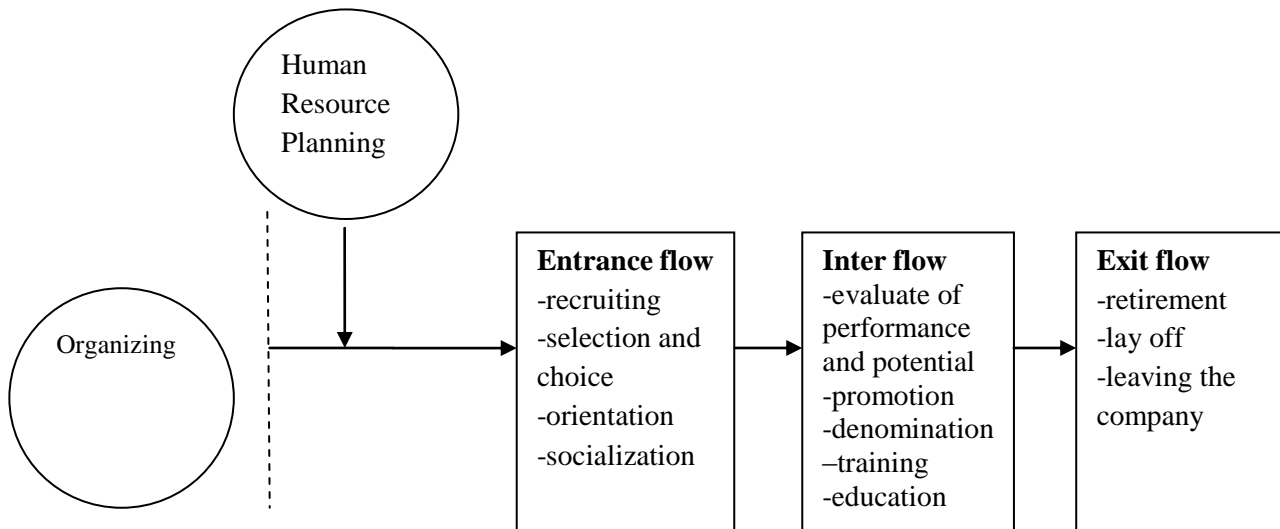 Human
Resource
Planning
Organizing
Entrance flow
-recruiting
-selection and
choice
-orientation
-socialization
Inter flow
-evaluate of
performance
and potential
-promotion
-denomination
–training
-education
Exit flow
-retirement
-lay off
-leaving the
company